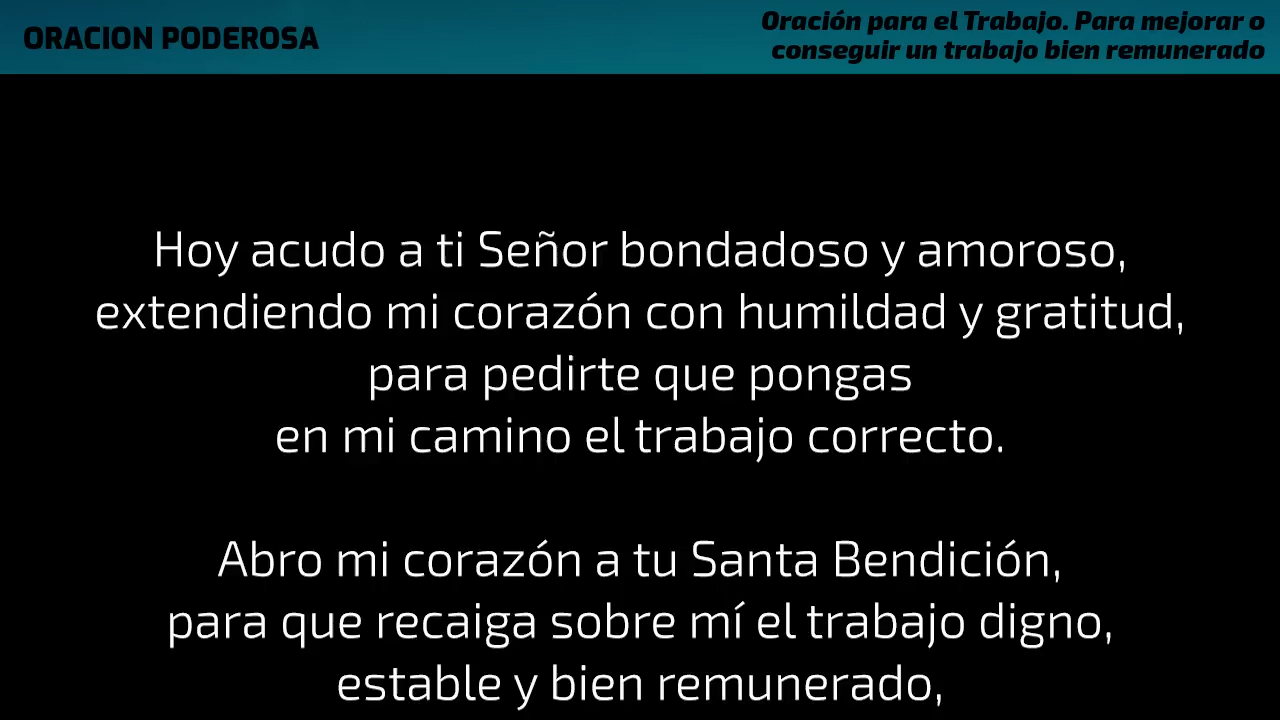 ORACION PODEROSA
Oración para el Trabajo. Para mejorar o
conseguir un trabajo bien remunerado
Hoy acudo a ti Señor bondadoso y amoroso,
extendiendo mi corazón con humildad y gratitud,
para pedirte que pongas
en mi camino el trabajo correcto.
Abro mi corazón a tu Santa Bendición,
para que recaiga sobre mí el trabajo digno,
estable y bien remunerado,